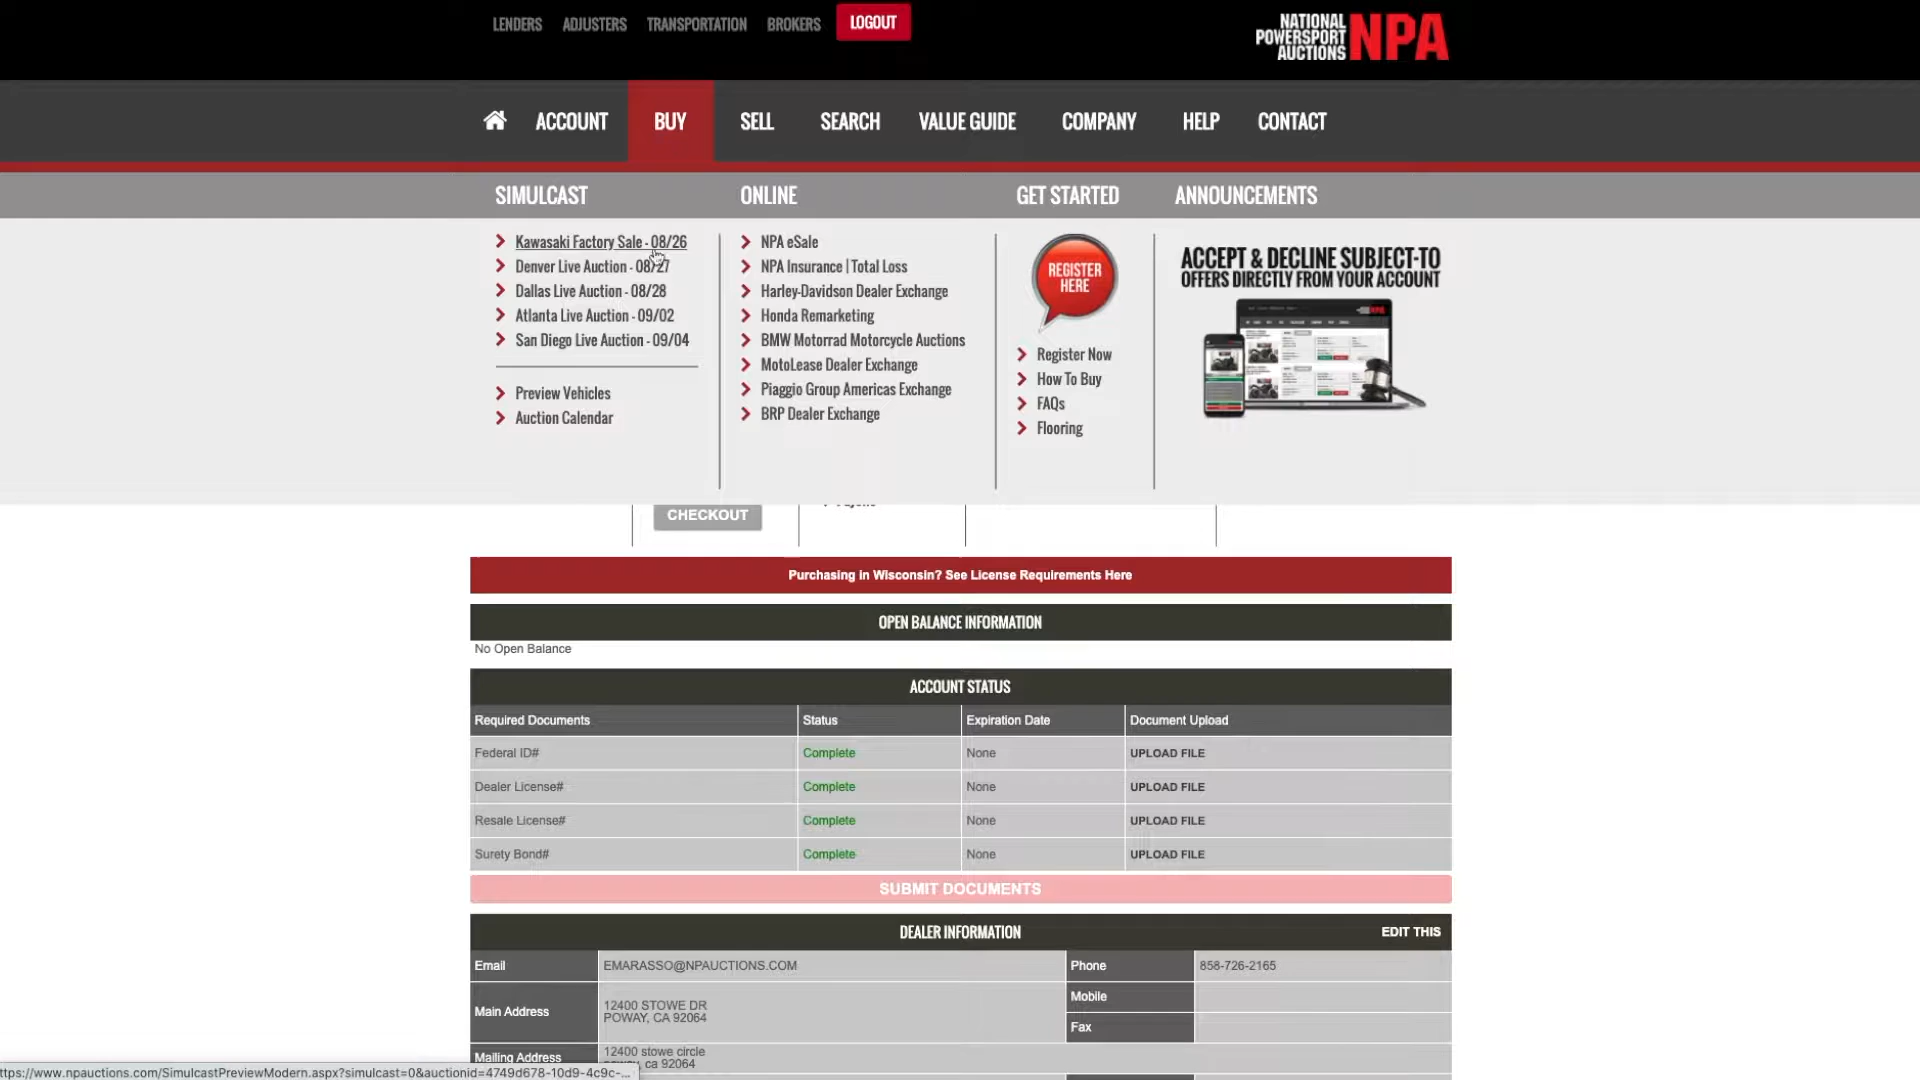 LENDERS ADJUSTERS TRANSPORTATION BROKERS LOGOUT
NATIONAL
POWERSPORT
AUCTIONS
NPA
ACCOUNT BUY SELL SEARCH VALUE GUIDE COMPANY HELP CONTACT
SIMULCAST
Kawasaki Factory Sale - 08/26
Denver Live Auction - 08/27
Dallas Live Auction - 08/28
Atlanta Live Auction - 09/02
San Diego Live Auction - 09/04
Preview Vehicles
Auction Calendar
ONLINE
NPA eSale
NPA Insurance | Total Loss
Harley-Davidson Dealer Exchange
Honda Remarketing
BMW Motorrad Motorcycle Auctions
MotoLease Dealer Exchange
Piaggio Group Americas Exchange
BRP Dealer Exchange
GET STARTED
REGISTER
HERE
Register Now
How To Buy
FAQs
Flooring
ANNOUNCEMENTS
ACCEPT & DECLINE SUBJECT-TO
OFFERS DIRECTLY FROM YOUR ACCOUNT
CHECKOUT
Purchasing in Wisconsin? See License Requirements Here
OPEN BALANCE INFORMATION
No Open Balance
ACCOUNT STATUS
Required Documents Status Expiration Date Document Upload
Federal ID# Complete None UPLOAD FILE
Dealer License# Complete None UPLOAD FILE
Resale License# Complete None UPLOAD FILE
Surety Bond# Complete None UPLOAD FILE
SUBMIT DOCUMENTS
DEALER INFORMATION EDIT THIS
Email EMARASSO@NPAUCTIONS.COM Phone 858-726-2165
Main Address 12400 STOWE DR
POWAY, CA 92064
Mobile
Fax
Mailing Address 12400 stowe circle
ca 92064
ttps://www.npauctions.com/SimulcastPreviewModern.aspx?simulcast=0&auctionid=4749d678-10d9-4c9c-...